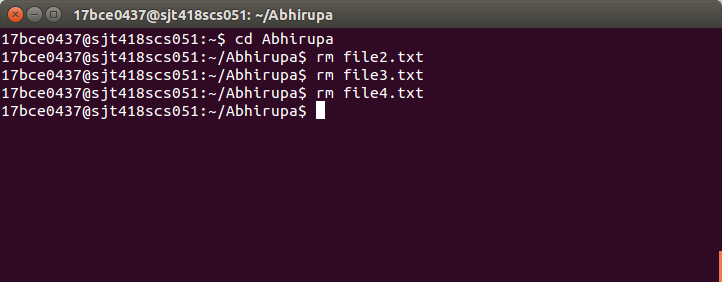 17bce0437@sjt418scs051: ~/Abhirupa
17bce0437@sjt418scs051:~$ cd Abhirupa
17bce0437@sjt418scs051:~/Abhirupa$ rm file2.txt
17bce0437@sjt418scs051:~/Abhirupa$ rm file3.txt
17bce0437@sjt418scs051:~/Abhirupa$ rm file4.txt
17bce0437@sjt418scs051:~/Abhirupa$